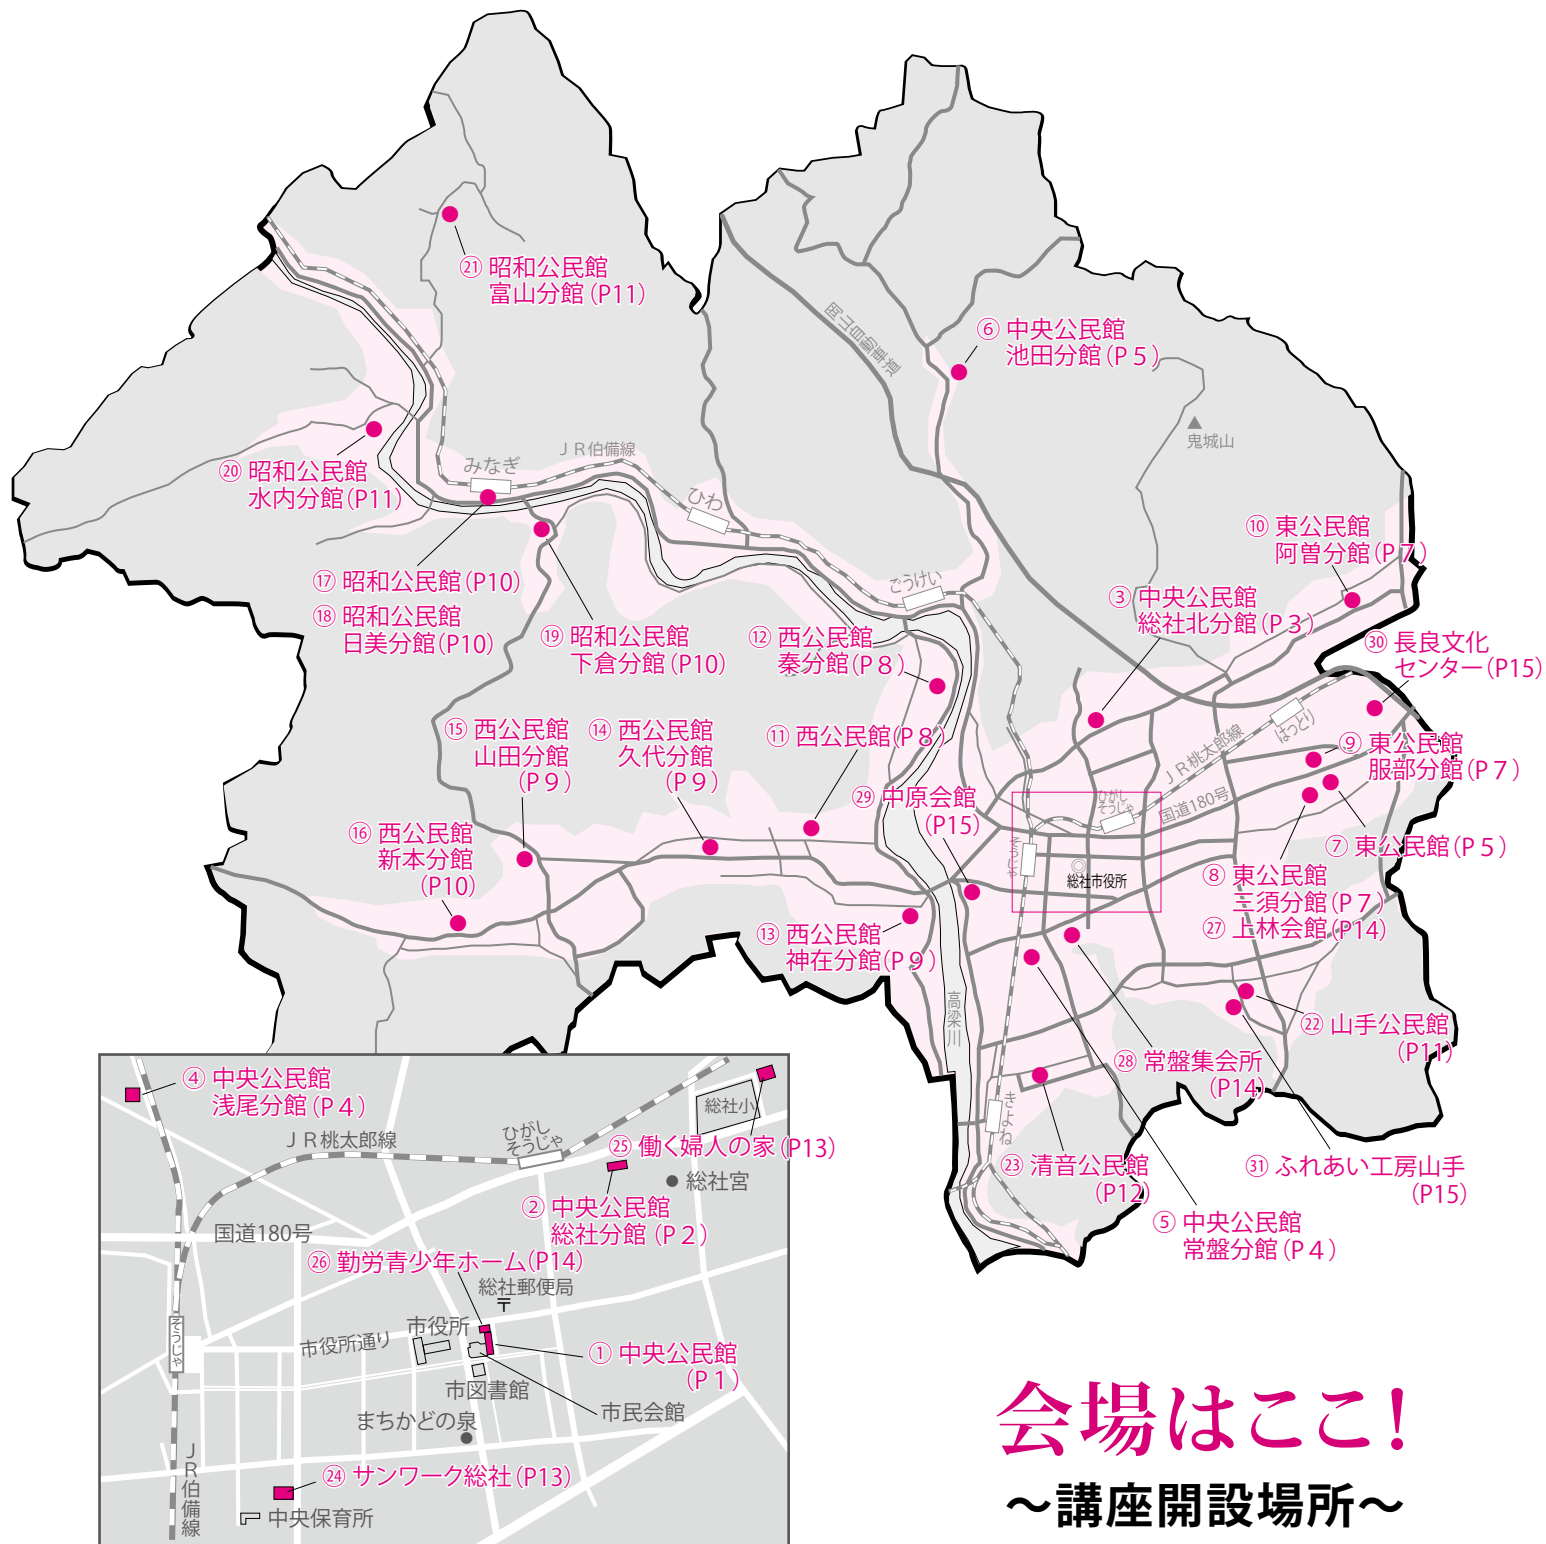 ㉑ 昭和公民館
富山分館(P11)
⑥ 中央公民館
池田分館(P５)
岡山自動車道
鬼城山
ＪＲ伯備線
みなぎ
ひわ
⑳ 昭和公民館
水内分館(P11)
⑩ 東公民館
阿曽分館(P７)
⑰ 昭和公民館(P10)
⑱ 昭和公民館
日美分館(P10)
⑲ 昭和公民館
下倉分館(P10)
ごうけい
③ 中央公民館
総社北分館(P３)
⑫ 西公民館
秦分館(P８)
㉚ 長良文化
センター(P15)
⑮ 西公民館
山田分館
(P９)
⑭ 西公民館
久代分館
(P９)
⑪ 西公民館(P８)
はっとり
ＪＲ桃太郎線
⑨ 東公民館
服部分館(P７)
㉙ 中原会館
(P15)
ひがし
そうじゃ
国道180号
⑯ 西公民館
新本分館
(P10)
そうじゃ
◎
総社市役所
⑦ 東公民館(P５)
⑧ 東公民館
三須分館(P７)
㉗ 上林会館(P14)
⑬ 西公民館
神在分館(P９)
高梁川
㉒ 山手公民館
(P11)
㉘ 常盤集会所
(P14)
きよね
㉓ 清音公民館
(P12)
㉛ ふれあい工房山手
(P15)
⑤ 中央公民館
常盤分館(P４)
④ 中央公民館
浅尾分館(P４)
総社小
ＪＲ桃太郎線
ひがし
そうじゃ
㉕ 働く婦人の家(P13)
総社宮
② 中央公民館
総社分館(P２)
国道180号
㉖ 勤労青少年ホーム(P14)
総社郵便局
〒
そうじゃ
市役所通り
市役所
① 中央公民館
(P１)
市図書館
市民会館
まちかどの泉
ＪＲ伯備線
㉔ サンワーク総社(P13)
中央保育所
会場はここ！
～講座開設場所～